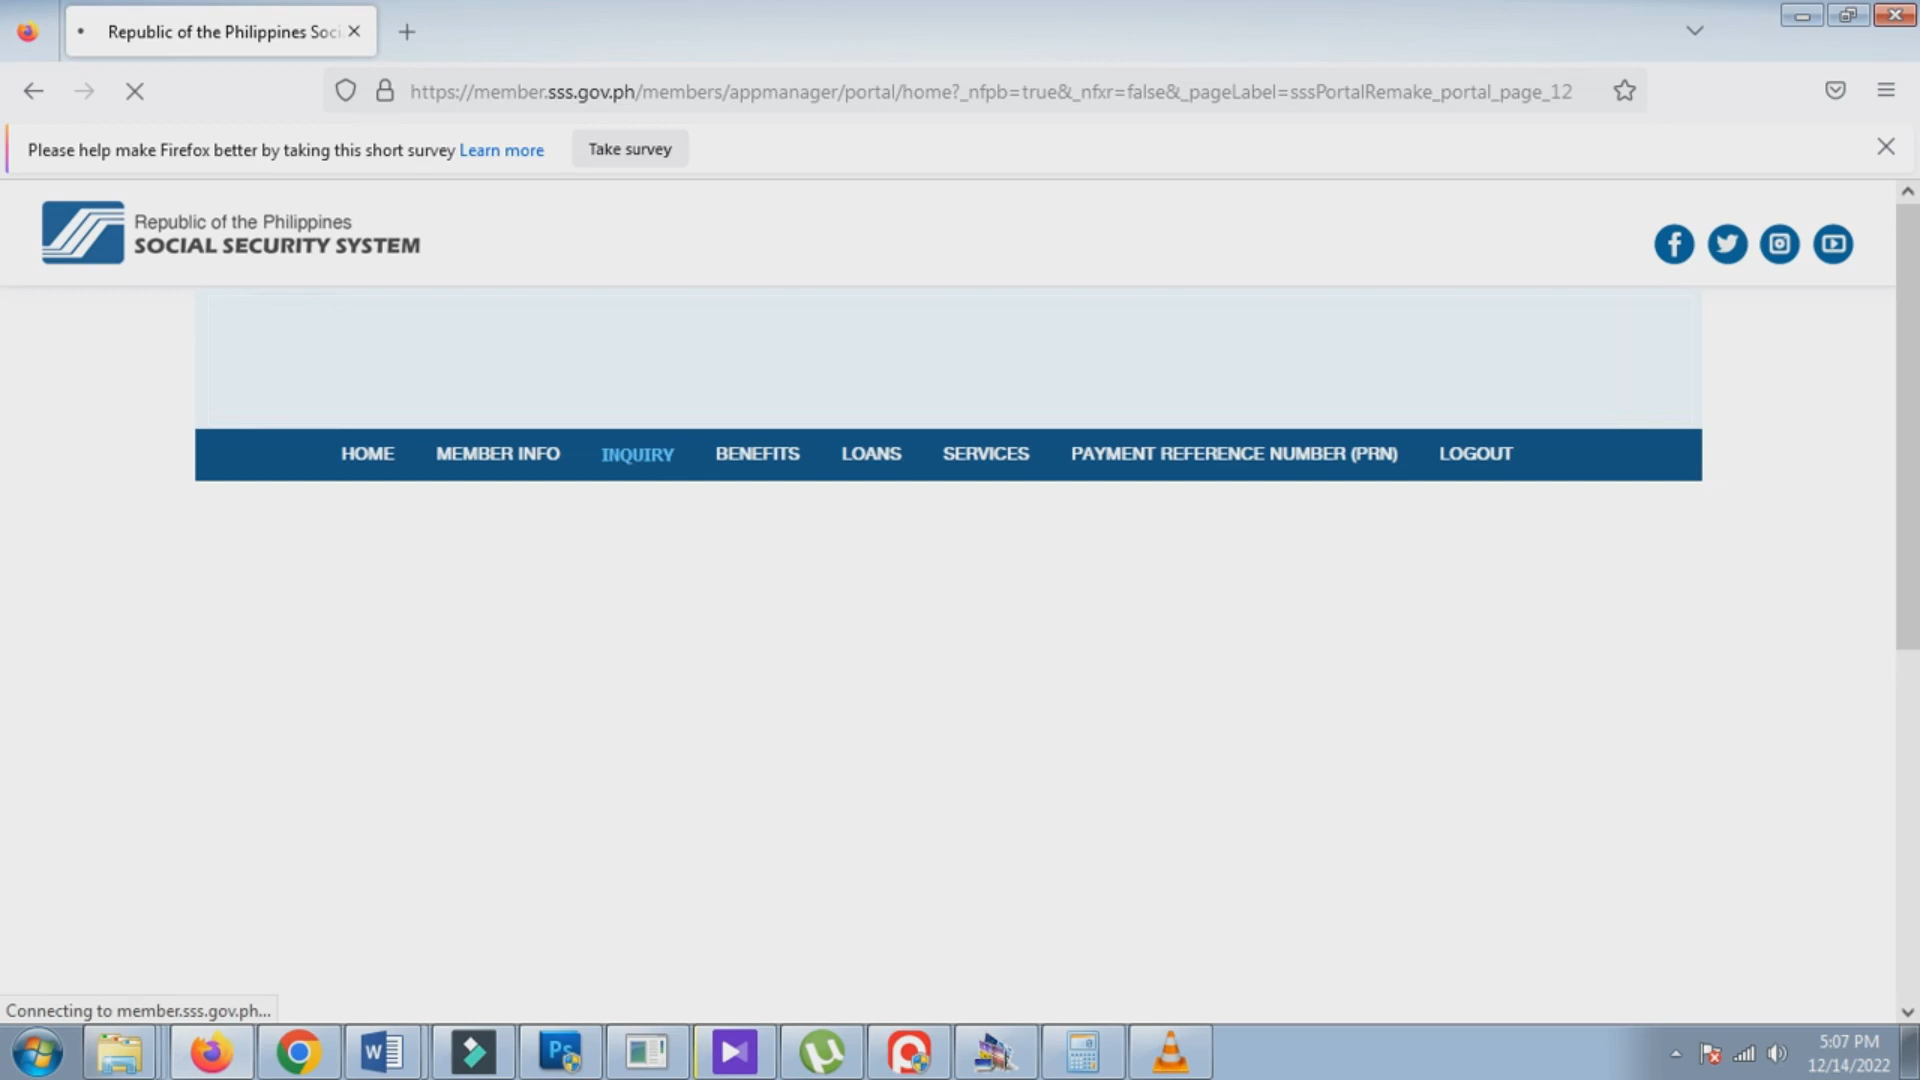 Republic of the Philippines Soci
https://member.sss.gov.ph/members/appmanager/portal/home?_nfpb=true&_nfxr=false&_pageLabel=sssPortalRemake_portal_page_12
Please help make Firefox better by taking this short survey Learn more Take survey
Republic of the Philippines
SOCIAL SECURITY SYSTEM
HOME MEMBER INFO INQUIRY BENEFITS LOANS SERVICES PAYMENT REFERENCE NUMBER (PRN) LOGOUT
Connecting to member.sss.gov.ph...
W
Ps
5:07 PM
12/14/2022